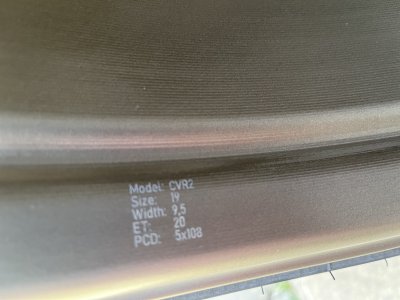 Model: CVR2
Size: 19
Width: 9,5
ET: 20
PCD: 5x108